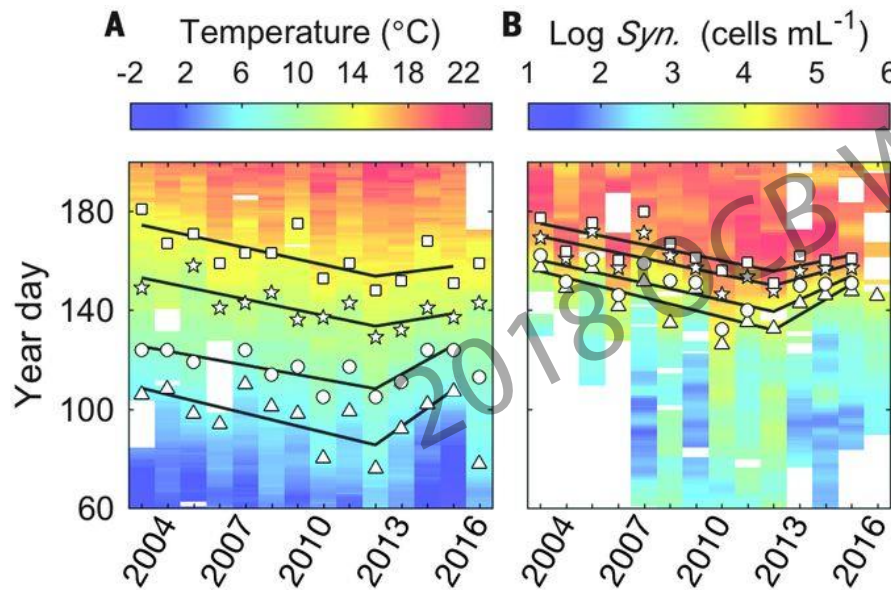 A Temperature (°C)
-2 2 6 10 14 18 22
B Log Syn. (cells mL-1)
1 2 3 4 5 6
Year day
180
140
100
60
2004 2007 2010 2013 2016
2004 2007 2010 2013 2016
2018 OCB W